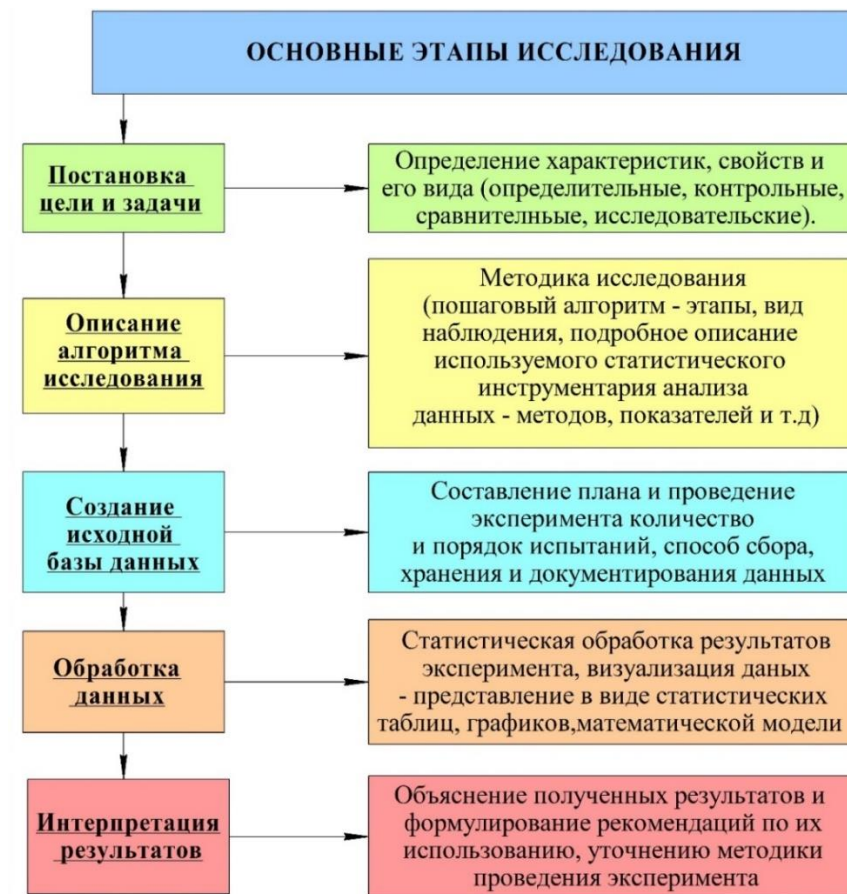 ОСНОВНЫЕ ЭТАПЫ ИССЛЕДОВАНИЯ
Постановка
цели и задачи
Определение характеристик, свойств и
его вида (определительные, контрольные,
сравнителньые, исследовательские).
Описание
алгоритма
исследования
Методика исследования
(пошаговый алгоритм - этапы, вид
наблюдения, подробное описание
используемого статистического
инструментария анализа
данных - методов, показателей и т.д)
Создание
исходной
базы данных
Составление плана и проведение
эксперимента количество
и порядок испытаний, способ сбора,
хранения и документирования данных
Обработка
данных
Статистическая обработка результатов
эксперимента, визуализация даных
- представление в виде статистических
таблиц, графиков,математической модели
Интерпретация
результатов
Объяснение полученных результатов и
формулирование рекомендаций по их
использованию, уточнению методики
проведения эксперимента